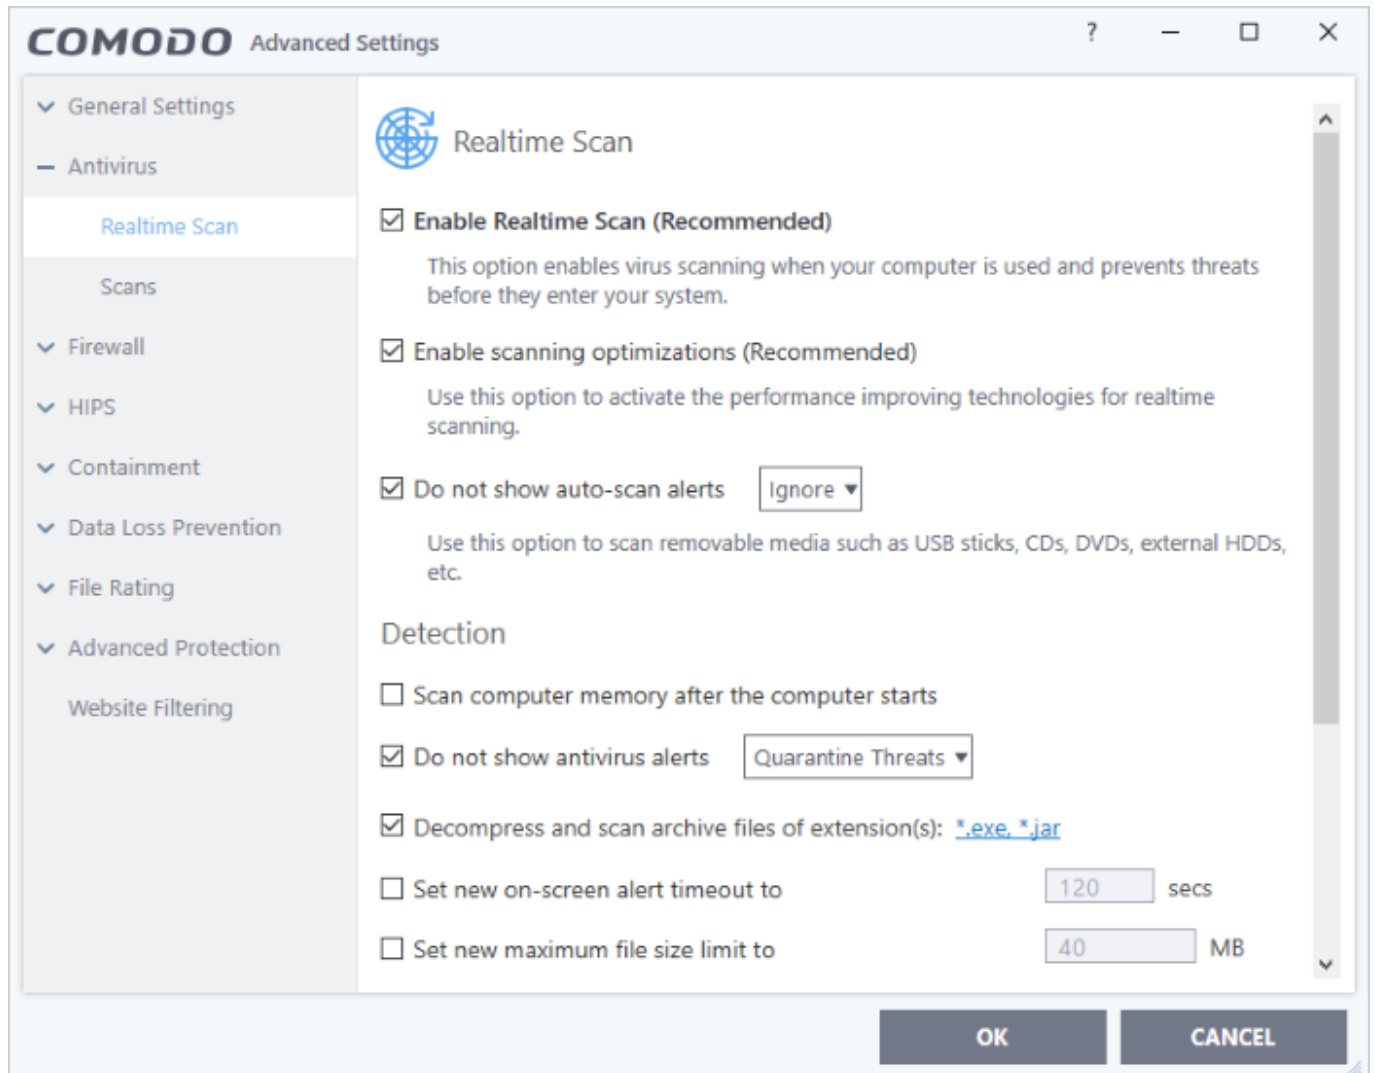 COMODO Advanced Settings
?
General Settings
Antivirus
Realtime Scan
Scans
Firewall
HIPS
Containment
Data Loss Prevention
File Rating
Advanced Protection
Website Filtering
Realtime Scan
Enable Realtime Scan (Recommended)
This option enables virus scanning when your computer is used and prevents threats
before they enter your system.
Enable scanning optimizations (Recommended)
Use this option to activate the performance improving technologies for realtime
scanning.
Do not show auto-scan alerts Ignore
Use this option to scan removable media such as USB sticks, CDs, DVDs, external HDDs,
etc.
Detection
Scan computer memory after the computer starts
Do not show antivirus alerts Quarantine Threats
Decompress and scan archive files of extension(s): *.exe, *.jar
Set new on-screen alert timeout to 120 secs
Set new maximum file size limit to 40 MB
OK CANCEL